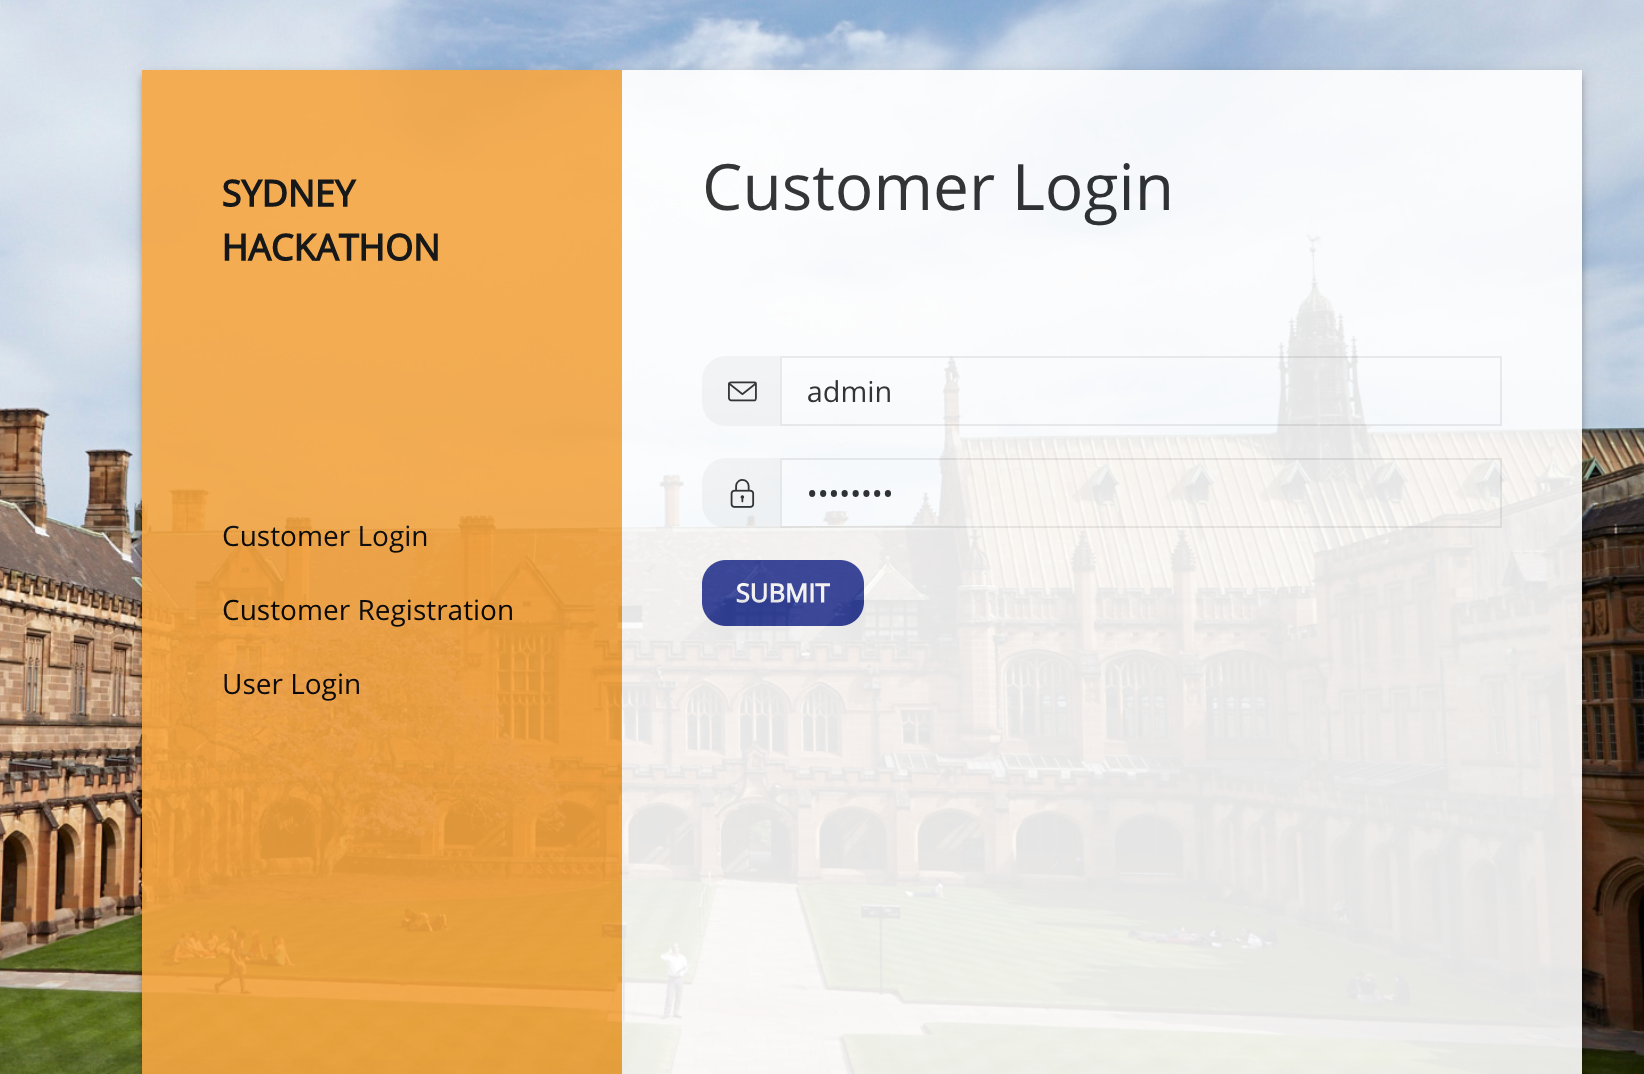 SYDNEY
HACKATHON
Customer Login
Customer Registration
User Login
Customer Login
admin
••••••••
SUBMIT